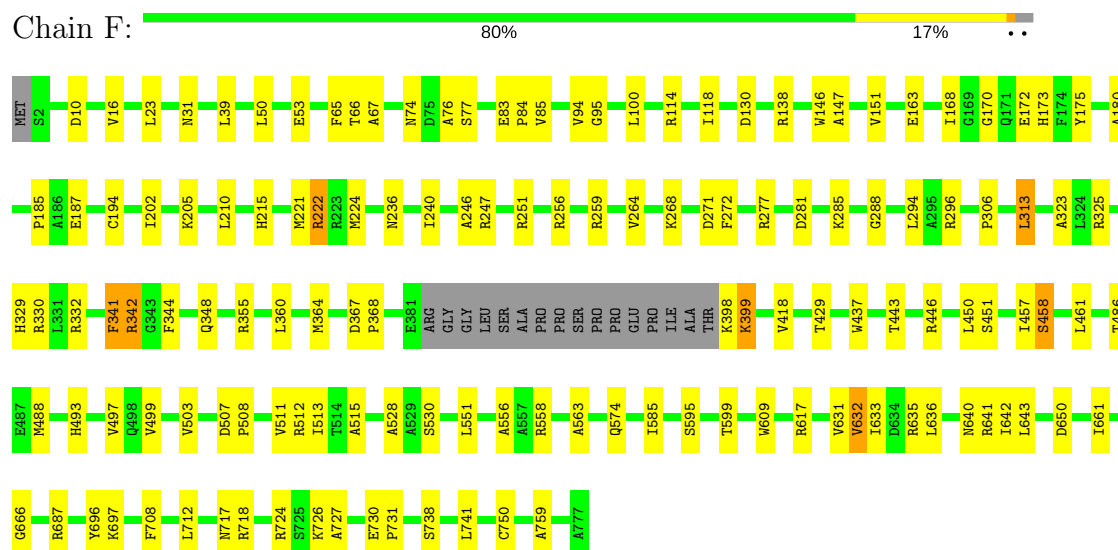 Chain F:
80% 17% • •
MET S2 D10 V16 L23 N31 L39 L50 E53 F65 T66 A67 N74 D75 A76 S77 E83 P84 V85 V94 G95 L100 R114 I118 D130 R138 W146 A147 V151 E163 I168 G169 G170 Q171 E172 H173 F174 Y175
P185 A186 E187 C194 I202 K205 L210 H215 M221 R222 R223 M224 N236 I240 A246 R247 R251 R256 R259 V264 K268 D271 F272 R277 D281 K285 G288 L294 A295 R296 P306 L313 A323 L324 R325
H329 R330 L331 R332 F341 R342 G343 F344 Q348 R355 L360 M364 D367 P368 E381 ARG GLY GLY LEU SER ALA PRO PRO SER PRO PRO GLU PRO ILE ALA THR K398 K399 V418 T429 W437 T443 R446 L450 S451 I457 S458 L461 T486
E487 M488 H493 V497 Q498 V499 V503 D507 P508 V511 R512 I513 T514 A515 A528 A529 S530 L551 A556 A557 R558 A563 Q574 I585 S595 T599 W609 R617 V631 V632 I633 D634 R635 L636 N640 R641 I642 L643 D650 I661
G666 R687 Y696 K697 F708 L712 N717 R718 R724 S725 K726 A727 E730 P731 S738 L741 C750 A759 A777